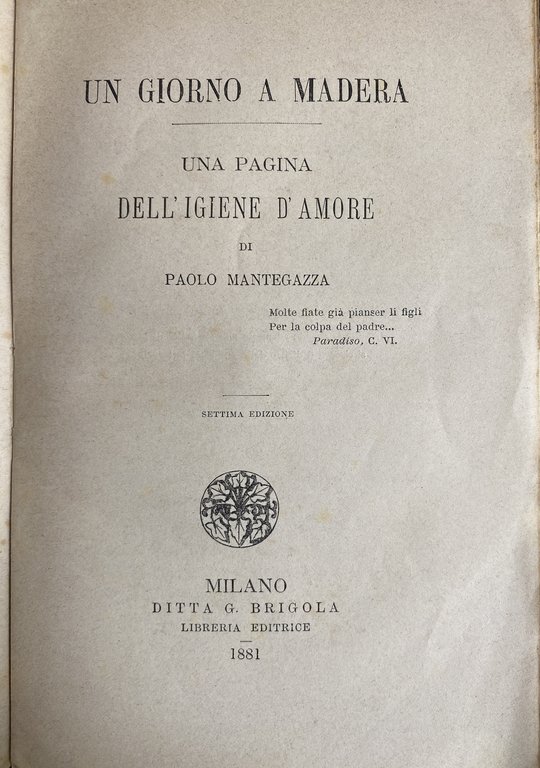 UN GIORNO A MADERA
UNA PAGINA
DELL'IGIENE D'AMORE
DI
PAOLO MANTEGAZZA
Molte fiate già pianser li figli
Per la colpa del padre...
Paradiso, C. VI.
SETTIMA EDIZIONE
MILANO
DITTA G. BRIGOLA
LIBRERIA EDITRICE
1881